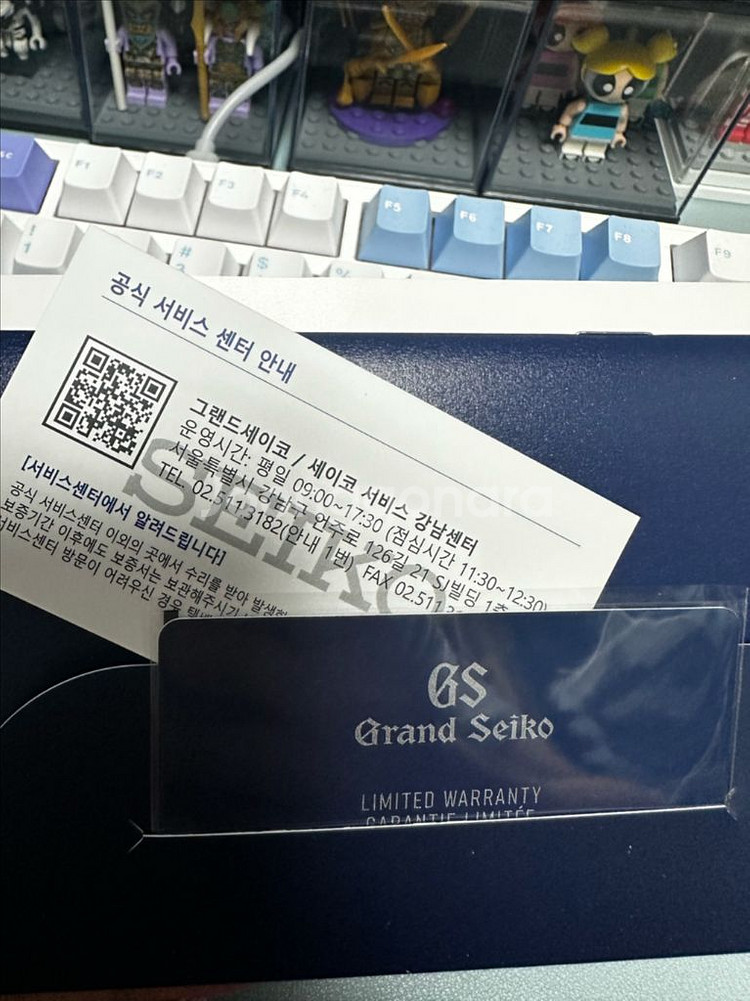 sc
F1
F2
F3
F4
F5
F6
F7
F8
F9
!
1
#
3
$
%
공식 서비스 센터 안내
그랜드세이코 / 세이코 서비스 강남센터
운영시간: 평일 09:00~17:30 (점심시간 11:30~12:30)
서울특별시 강남구 언주로 126길 21 SI빌딩 1층
TEL 02.511.3182(안내 1번) FAX 02.511.3
SEIKO
[서비스센터에서 알려드립니다]
공식 서비스센터 이외의 곳에서 수리를 받아 발생한
보증기간 이후에도 보증서는 보관해주시기
서비스센터 방문이 어려우신 경우
GS
Grand Seiko
LIMITED WARRANTY
GARANTIE LIMITÉE